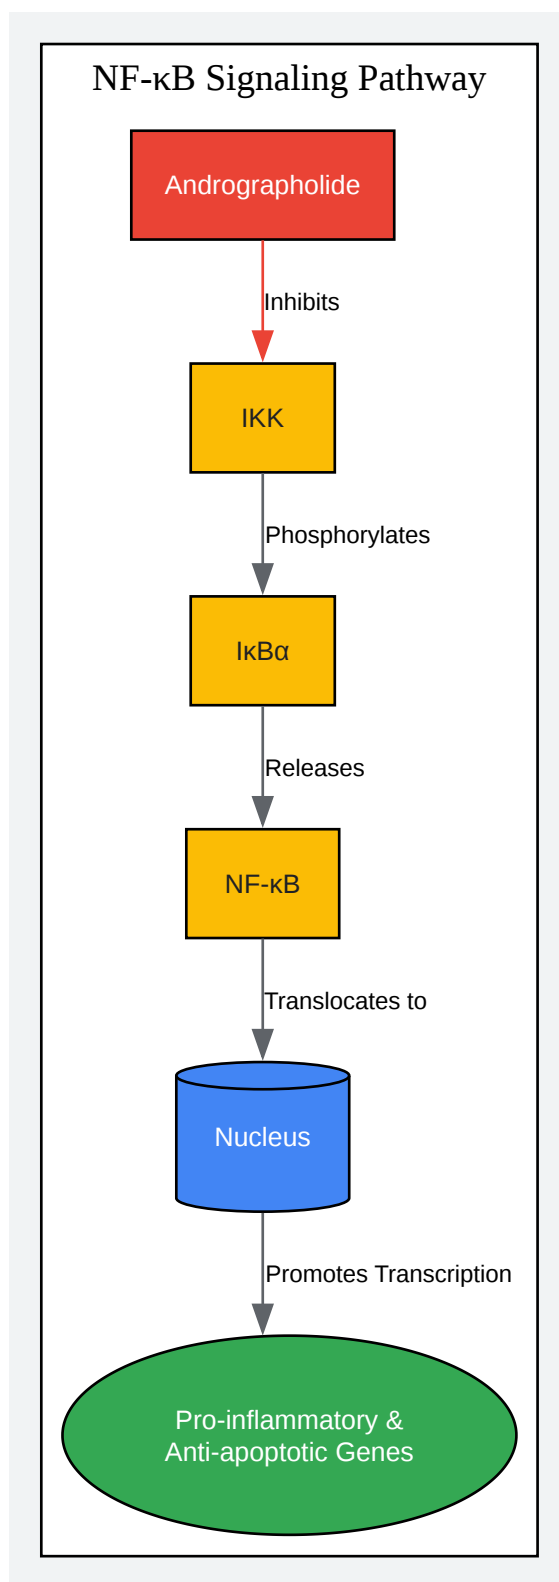 NF-κB Signaling Pathway
Andrographolide
Inhibits
IKK
Phosphorylates
IκBα
Releases
NF-κB
Translocates to
Nucleus
Promotes Transcription
Pro-inflammatory &
Anti-apoptotic Genes